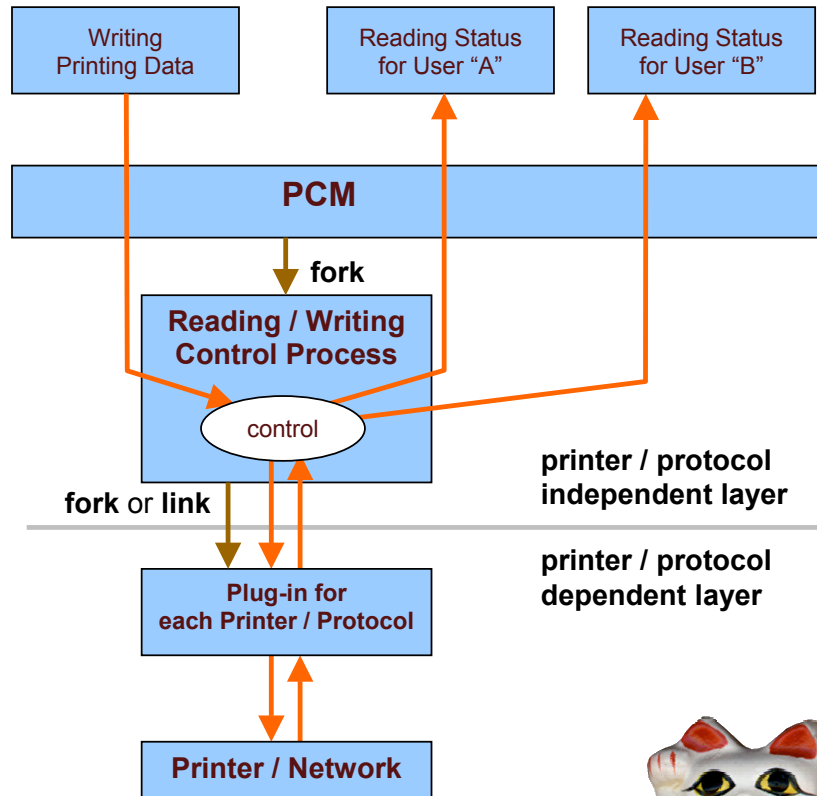 Writing
Printing Data
Reading Status
for User “A”
Reading Status
for User “B”
PCM
fork
Reading / Writing
Control Process
control
printer / protocol
independent layer
fork or link
printer / protocol
dependent layer
Plug-in for
each Printer / Protocol
Printer / Network